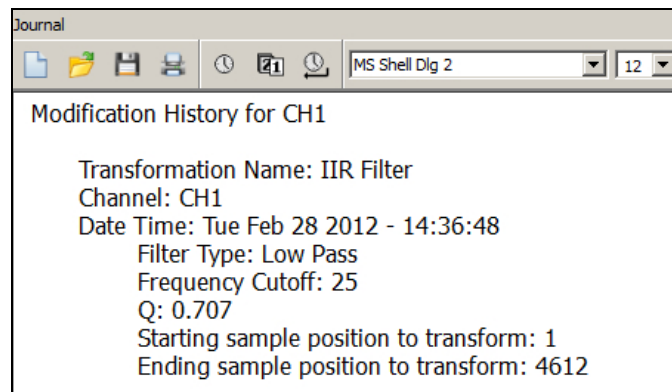 Journal
21
MS Shell Dlg 2
12
Modification History for CH1
Transformation Name: IIR Filter
Channel: CH1
Date Time: Tue Feb 28 2012 - 14:36:48
Filter Type: Low Pass
Frequency Cutoff: 25
Q: 0.707
Starting sample position to transform: 1
Ending sample position to transform: 4612